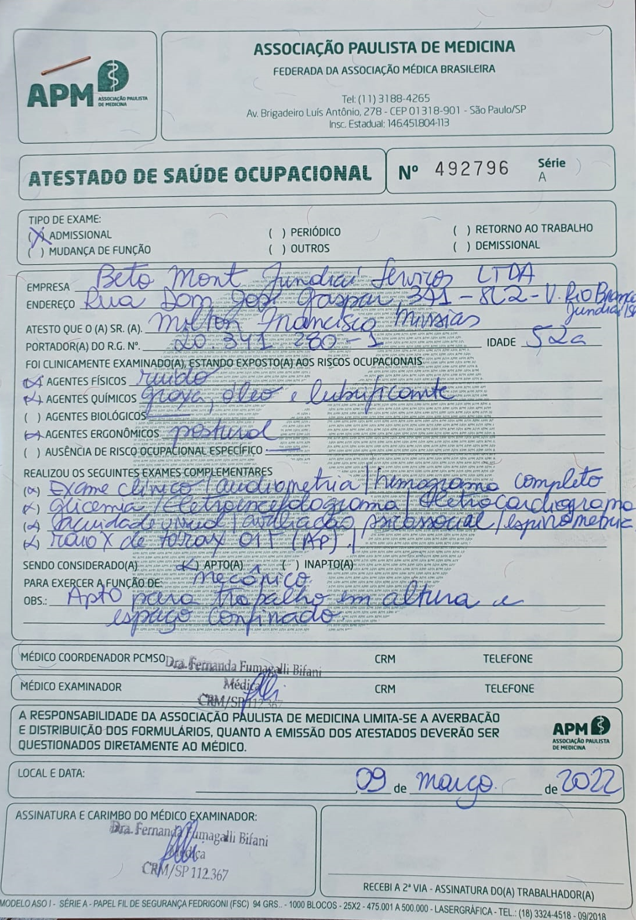 APM ASSOCIAÇÃO PAULISTA
DE MEDICINA
ASSOCIAÇÃO PAULISTA DE MEDICINA
FEDERADA DA ASSOCIAÇÃO MÉDICA BRASILEIRA
Tel: (11) 3188-4265
Av. Brigadeiro Luís Antônio, 278 - CEP 01318-901 - São Paulo/SP
Insc. Estadual: 146.451.804-113
ATESTADO DE SAÚDE OCUPACIONAL
Nº 492796 Série
A
TIPO DE EXAME:
(X) ADMISSIONAL ( ) PERIÓDICO ( ) RETORNO AO TRABALHO
( ) MUDANÇA DE FUNÇÃO ( ) OUTROS ( ) DEMISSIONAL
EMPRESA Beto Mont Jundiaí Serviços LTDA
ENDEREÇO Rua Dom José Gaspar, 341 - SL2 - V. Rio Branco
Jundiaí/SP
ATESTO QUE O (A) SR. (A). Milton Francisco Missias
PORTADOR(A) DO R.G. Nº. 20 341 280-1 IDADE 52a
FOI CLINICAMENTE EXAMINADO(A), ESTANDO EXPOSTO(A) AOS RISCOS OCUPACIONAIS
(x) AGENTES FÍSICOS ruído
(x) AGENTES QUÍMICOS graxa, óleo e lubrificante
( ) AGENTES BIOLÓGICOS
(x) AGENTES ERGONÔMICOS postural
( ) AUSÊNCIA DE RISCO OCUPACIONAL ESPECÍFICO
REALIZOU OS SEGUINTES EXAMES COMPLEMENTARES
(x) Exame clínico / audiometria / hemograma completo
(x) glicemia / eletroencefalograma / eletrocardiograma
(x) acuidade visual / avaliação psicosocial / espirometria
(x) raio X de torax OIT (AP) /
SENDO CONSIDERADO(A) (x) APTO(A) ( ) INAPTO(A)
PARA EXERCER A FUNÇÃO DE: mecânico
OBS.: Apto para trabalho em altura e
espaço confinado.
MÉDICO COORDENADOR PCMSO Dra. Fernanda Fumagalli Bifani CRM TELEFONE
Médica
MÉDICO EXAMINADOR CRM TELEFONE
CRM/SP 112.367
A RESPONSABILIDADE DA ASSOCIAÇÃO PAULISTA DE MEDICINA LIMITA-SE A AVERBAÇÃO
E DISTRIBUIÇÃO DOS FORMULÁRIOS, QUANTO A EMISSÃO DOS ATESTADOS DEVERÃO SER
QUESTIONADOS DIRETAMENTE AO MÉDICO.
APM
ASSOCIAÇÃO PAULISTA
DE MEDICINA
LOCAL E DATA: 09 de março de 2022
ASSINATURA E CARIMBO DO MÉDICO EXAMINADOR:
Dra. Fernanda Fumagalli Bifani
Médica
CRM/SP 112.367
RECEBI A 2ª VIA - ASSINATURA DO(A) TRABALHADOR(A)
MODELO ASO I - SÉRIE A - PAPEL FIL DE SEGURANÇA FEDRIGONI (FSC) 94 GRS. - 1000 BLOCOS - 25X2 - 475.001 A 500.000 - LASERGRÁFICA - TEL.: (18) 3324-4518 - 09/2018